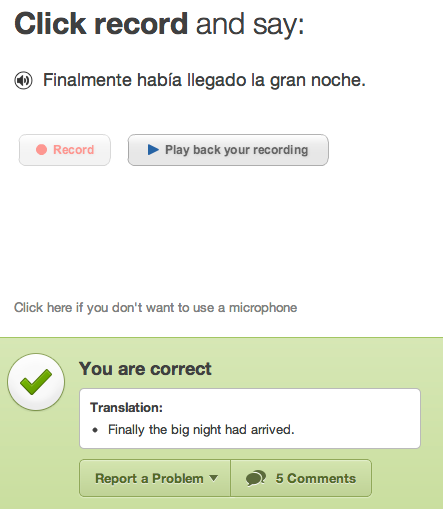 Click record and say:
Finalmente había llegado la gran noche.
Record
Play back your recording
Click here if you don't want to use a microphone
You are correct
Translation:
Finally the big night had arrived.
Report a Problem
5 Comments